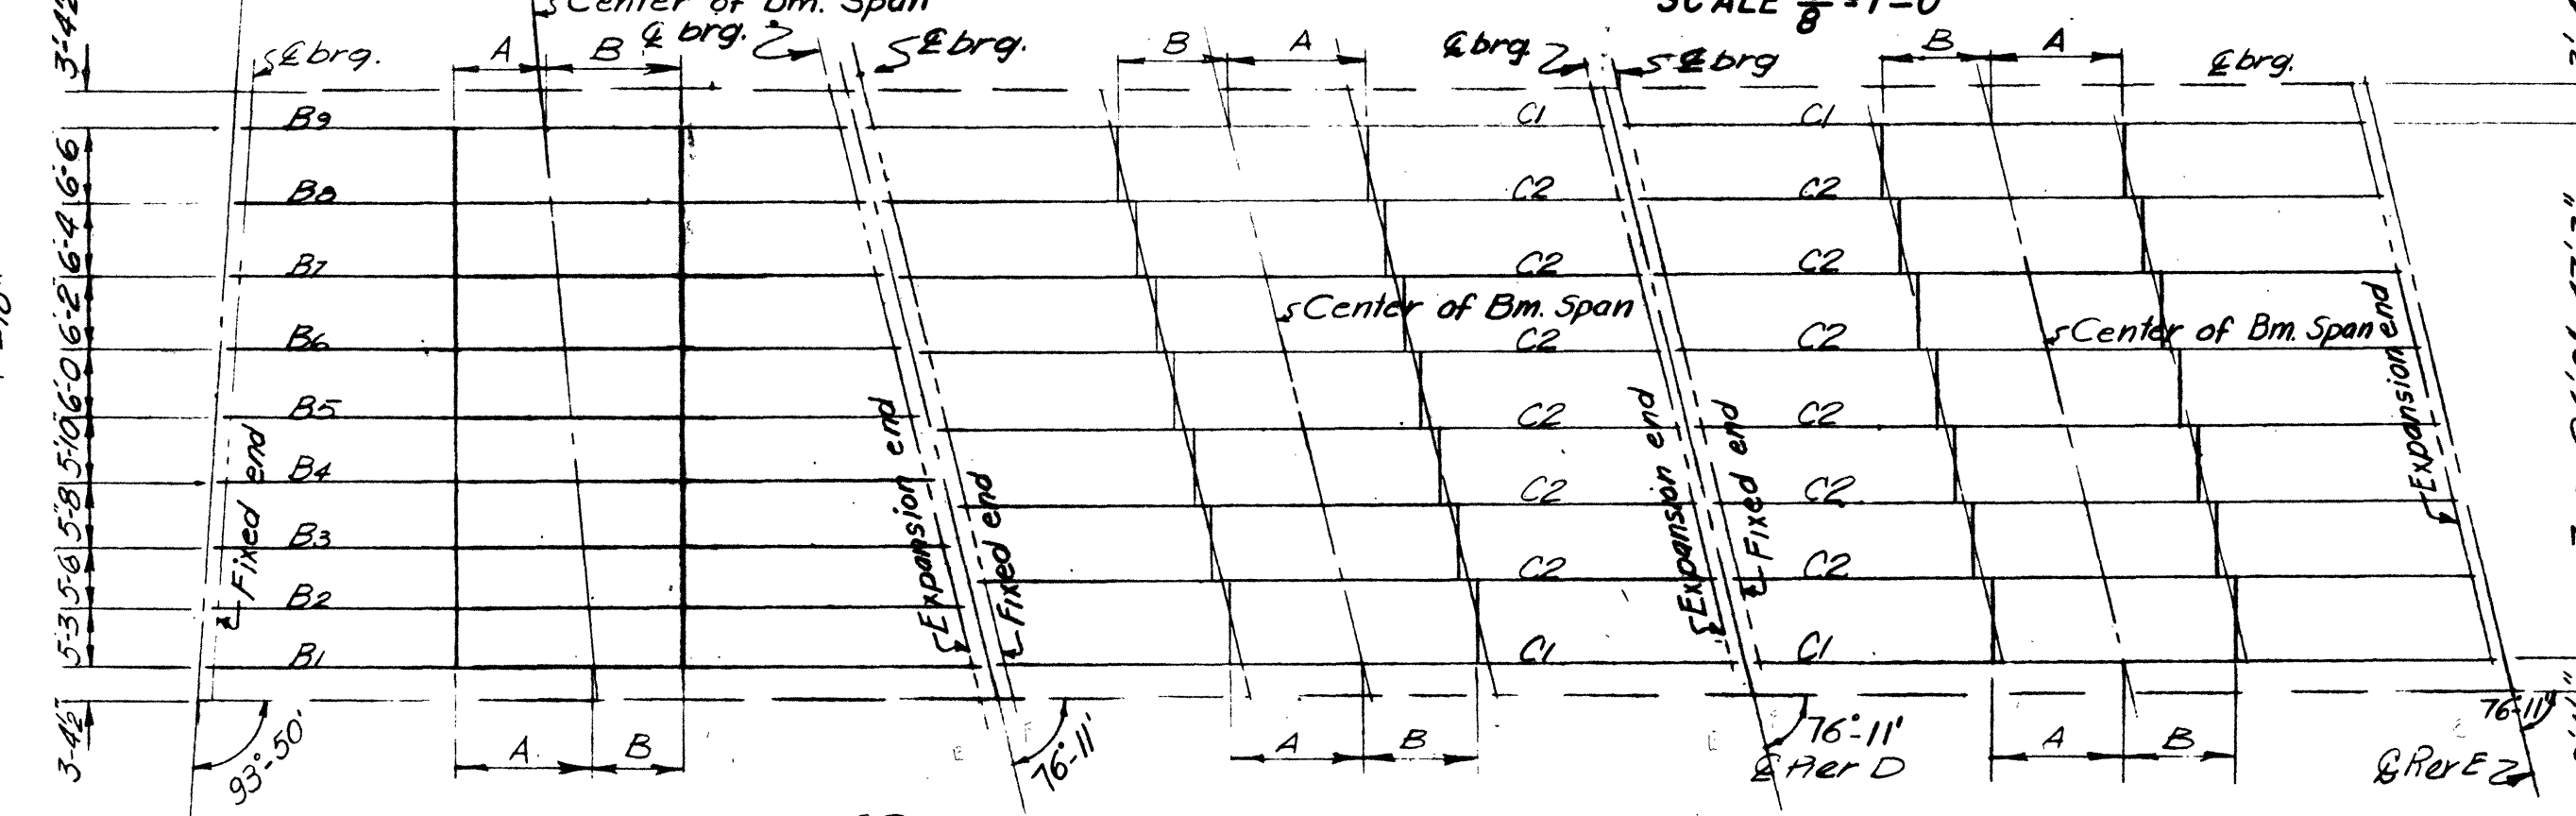 Center of Bm. Span
SCALE 3/8"=1'-0"
3'-4½"
℄ brg.
A
B
℄ brg.
℄ brg.
B
A
℄ brg.
℄ brg
B
A
℄ brg.
B9
C1
C1
6'-6
B8
C2
C2
6'-4
B7
C2
C2
6'-2"
Center of Bm. Span
Center of Bm. Span
B6
C2
C2
6'-0
B5
C2
C2
5'-10
B4
C2
C2
5'-8
B3
C2
C2
5'-6
B2
5'-3
B1
C1
C1
3'-4½"
Fixed end
Expansion end
Fixed end
Expansion end
Fixed end
Expansion end
93°-50'
A
B
76°-11'
A
B
76°-11'
℄ Pier D
A
B
76°-11'
℄ Pier E